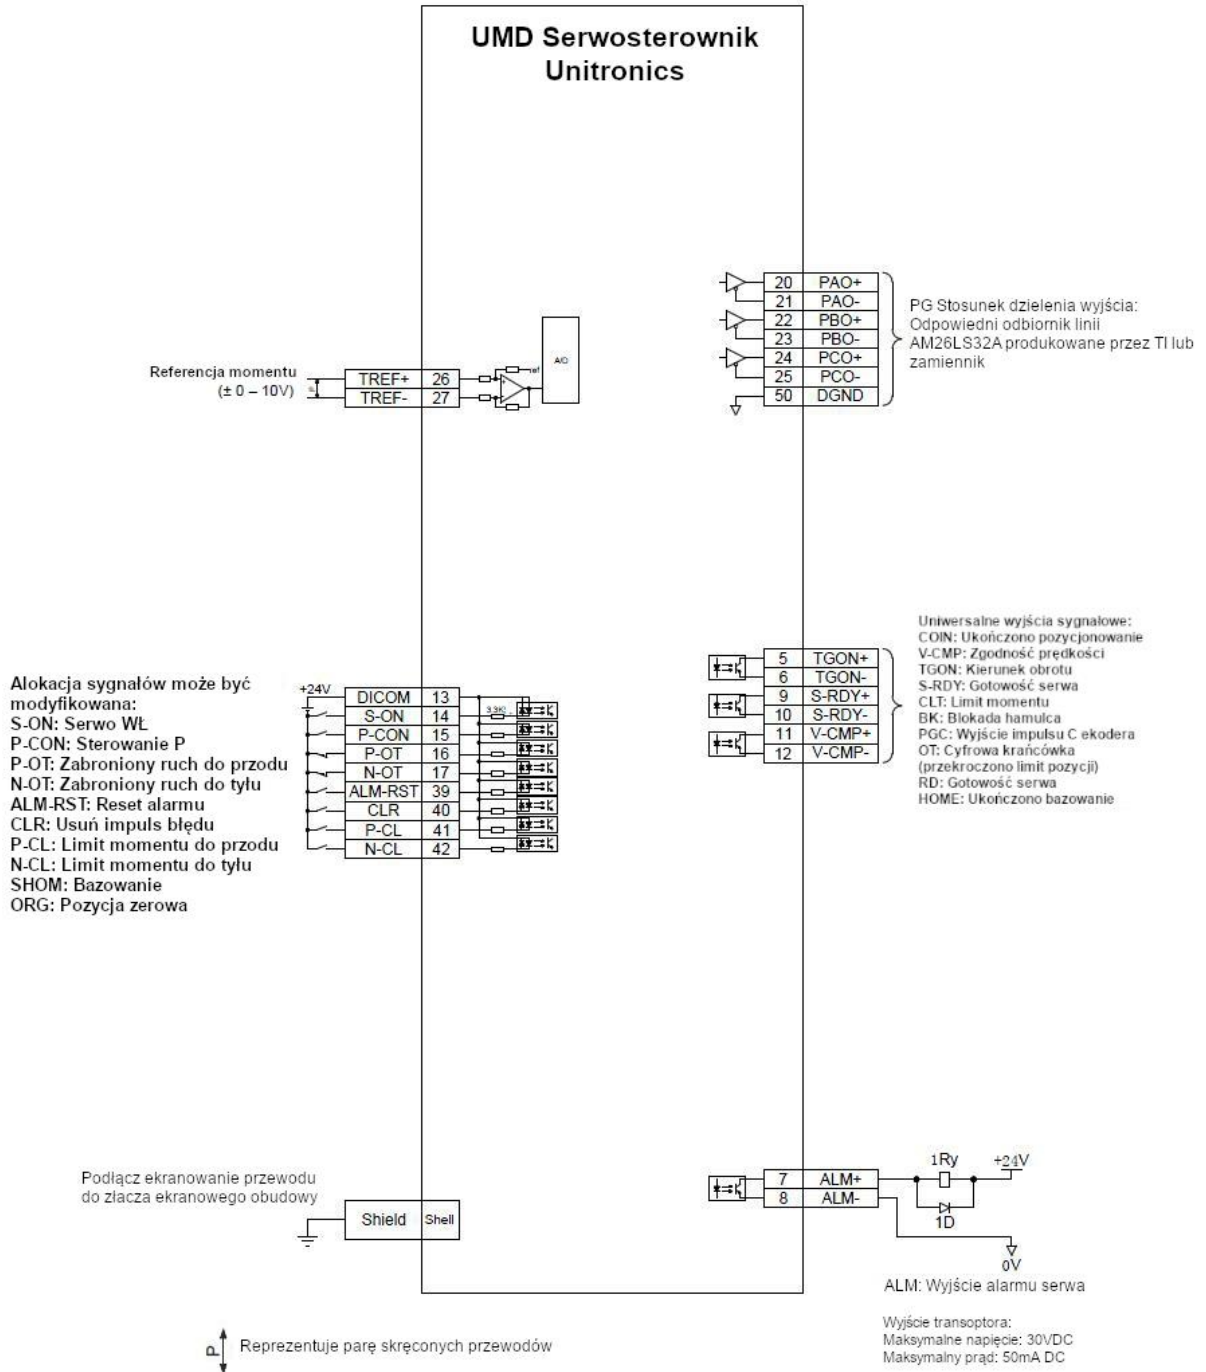 UMD Serwosterownik
Unitronics
20 PAO+
21 PAO-
22 PBO+
23 PBO-
24 PCO+
25 PCO-
50 DGND
PG Stosunek dzielenia wyjścia:
Odpowiedni odbiornik linii
AM26LS32A produkowane przez TI lub
zamiennik
Referencja momentu
(± 0 – 10V)
P
TREF+ 26
TREF- 27
ref
A/D
Alokacja sygnałów może być
modyfikowana:
S-ON: Serwo WŁ
P-CON: Sterowanie P
P-OT: Zabroniony ruch do przodu
N-OT: Zabroniony ruch do tyłu
ALM-RST: Reset alarmu
CLR: Usuń impuls błędu
P-CL: Limit momentu do przodu
N-CL: Limit momentu do tyłu
SHOM: Bazowanie
ORG: Pozycja zerowa
+24V
DICOM 13
S-ON 14
P-CON 15
P-OT 16
N-OT 17
ALM-RST 39
CLR 40
P-CL 41
N-CL 42
5 TGON+
6 TGON-
9 S-RDY+
10 S-RDY-
11 V-CMP+
12 V-CMP-
Uniwersalne wyjścia sygnałowe:
COIN: Ukończono pozycjonowanie
V-CMP: Zgodność prędkości
TGON: Kierunek obrotu
S-RDY: Gotowość serwa
CLT: Limit momentu
BK: Blokada hamulca
PGC: Wyjście impulsu C ekodera
OT: Cyfrowa krańcówka
(przekroczono limit pozycji)
RD: Gotowość serwa
HOME: Ukończono bazowanie
Podłącz ekranowanie przewodu
do złacza ekranowego obudowy
Shield Shell
7 ALM+
8 ALM-
1Ry
+24V
1D
0V
ALM: Wyjście alarmu serwa
Wyjście transoptora:
Maksymalne napięcie: 30VDC
Maksymalny prąd: 50mA DC
P Reprezentuje parę skręconych przewodów